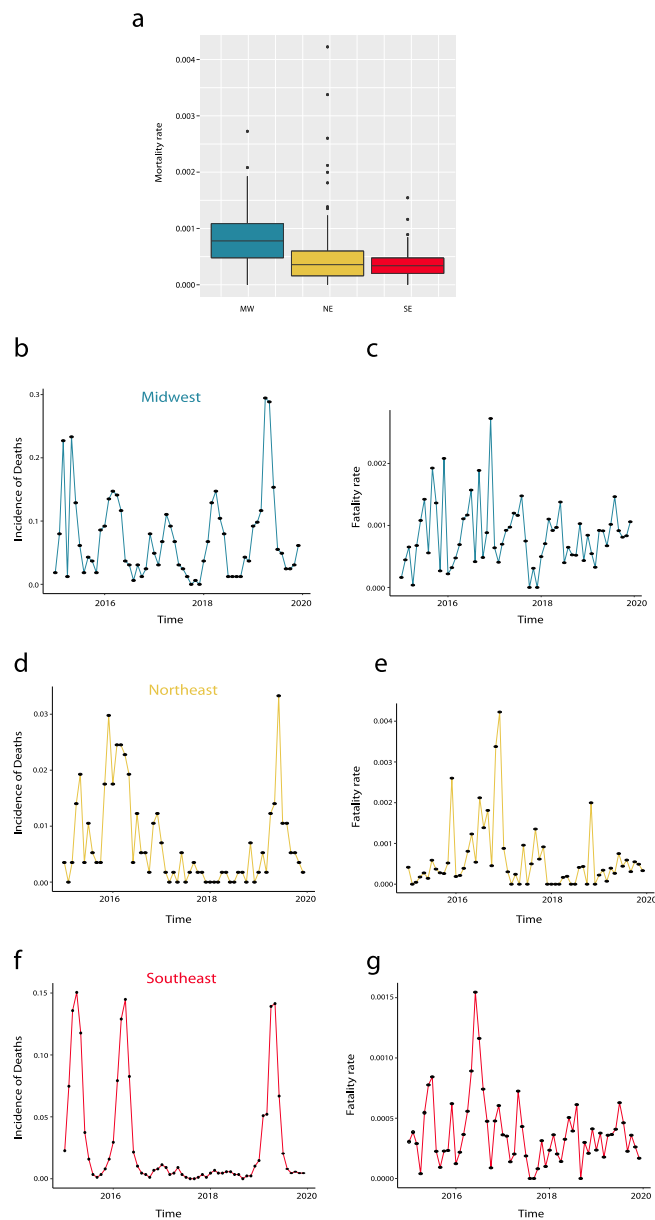 a
0.004
0.003
0.002
0.001
0.000
Mortality rate
MW NE SE
b
Midwest
0.3
0.2
0.1
0.0
Incidence of Deaths
2016 2018 2020
Time
c
0.002
0.001
0.000
Fatality rate
2016 2018 2020
Time
d
Northeast
0.03
0.02
0.01
0.00
Incidence of Deaths
2016 2018 2020
Time
e
0.004
0.003
0.002
0.001
0.000
Fatality rate
2016 2018 2020
Time
f
Southeast
0.15
0.10
0.05
0.00
Incidence of Deaths
2016 2018 2020
Time
g
0.0015
0.0010
0.0005
0.0000
Fatality rate
2016 2018 2020
Time